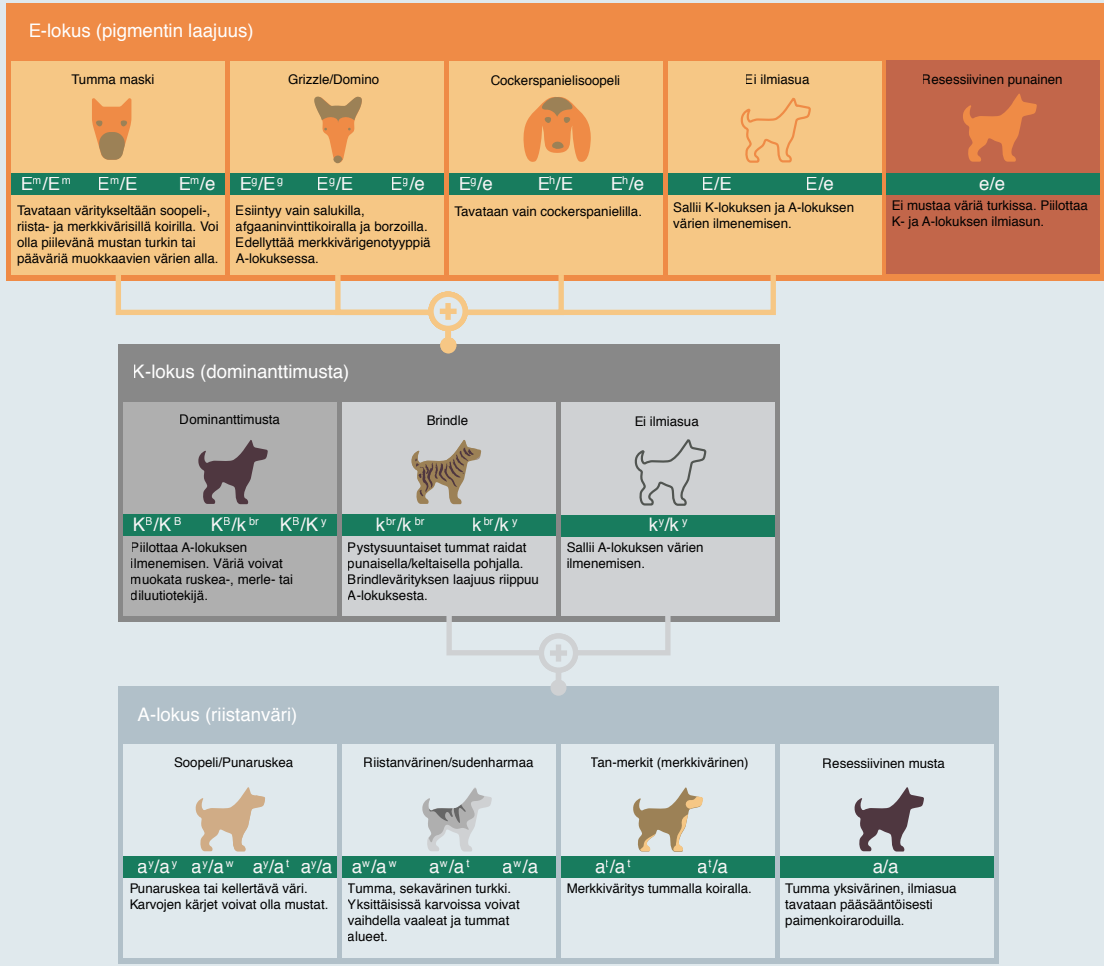 E-lokus (pigmentin laajuus)
Tumma maski
Eᵐ/Eᵐ Eᵐ/E Eᵐ/e
Tavataan väritykseltään soopeli-,
riista- ja merkkivärisillä koirilla. Voi
olla piilevänä mustan turkin tai
pääväriä muokkaavien värien alla.
Grizzle/Domino
Eᵍ/Eᵍ Eᵍ/E Eᵍ/e
Esiintyy vain salukilla,
afgaaninvinttikoiralla ja borzoilla.
Edellyttää merkkivärigenotyyppiä
A-lokuksessa.
Cockerspanielisoopeli
Eᵍ/e Eʰ/E Eʰ/e
Tavataan vain cockerspanielilla.
Ei ilmiasua
E/E E/e
Sallii K-lokuksen ja A-lokuksen
värien ilmenemisen.
Resessiivinen punainen
e/e
Ei mustaa väriä turkissa. Piilottaa
K- ja A-lokuksen ilmiasun.
K-lokus (dominanttimusta)
Dominanttimusta
Kᴮ/Kᴮ Kᴮ/kᵇʳ Kᴮ/Kʸ
Piilottaa A-lokuksen
ilmenemisen. Väriä voivat
muokata ruskea-, merle- tai
diluutiotekijä.
Brindle
kᵇʳ/kᵇʳ kᵇʳ/kʸ
Pystysuuntaiset tummat raidat
punaisella/keltaisella pohjalla.
Brindlevärityksen laajuus riippuu
A-lokuksesta.
Ei ilmiasua
kʸ/kʸ
Sallii A-lokuksen värien
ilmenemisen.
A-lokus (riistanväri)
Soopeli/Punaruskea
aʸ/aʸ aʸ/aʷ aʸ/aᵗ aʸ/a
Punaruskea tai kellertävä väri.
Karvojen kärjet voivat olla mustat.
Riistanvärinen/sudenharmaa
aʷ/aʷ aʷ/aᵗ aʷ/a
Tumma, sekavärinen turkki.
Yksittäisissä karvoissa voivat
vaihdella vaaleat ja tummat
alueet.
Tan-merkit (merkkivärinen)
aᵗ/aᵗ aᵗ/a
Merkkiväritys tummalla koiralla.
Resessiivinen musta
a/a
Tumma yksivärinen, ilmiasua
tavataan pääsääntöisesti
paimenkoiraroduilla.